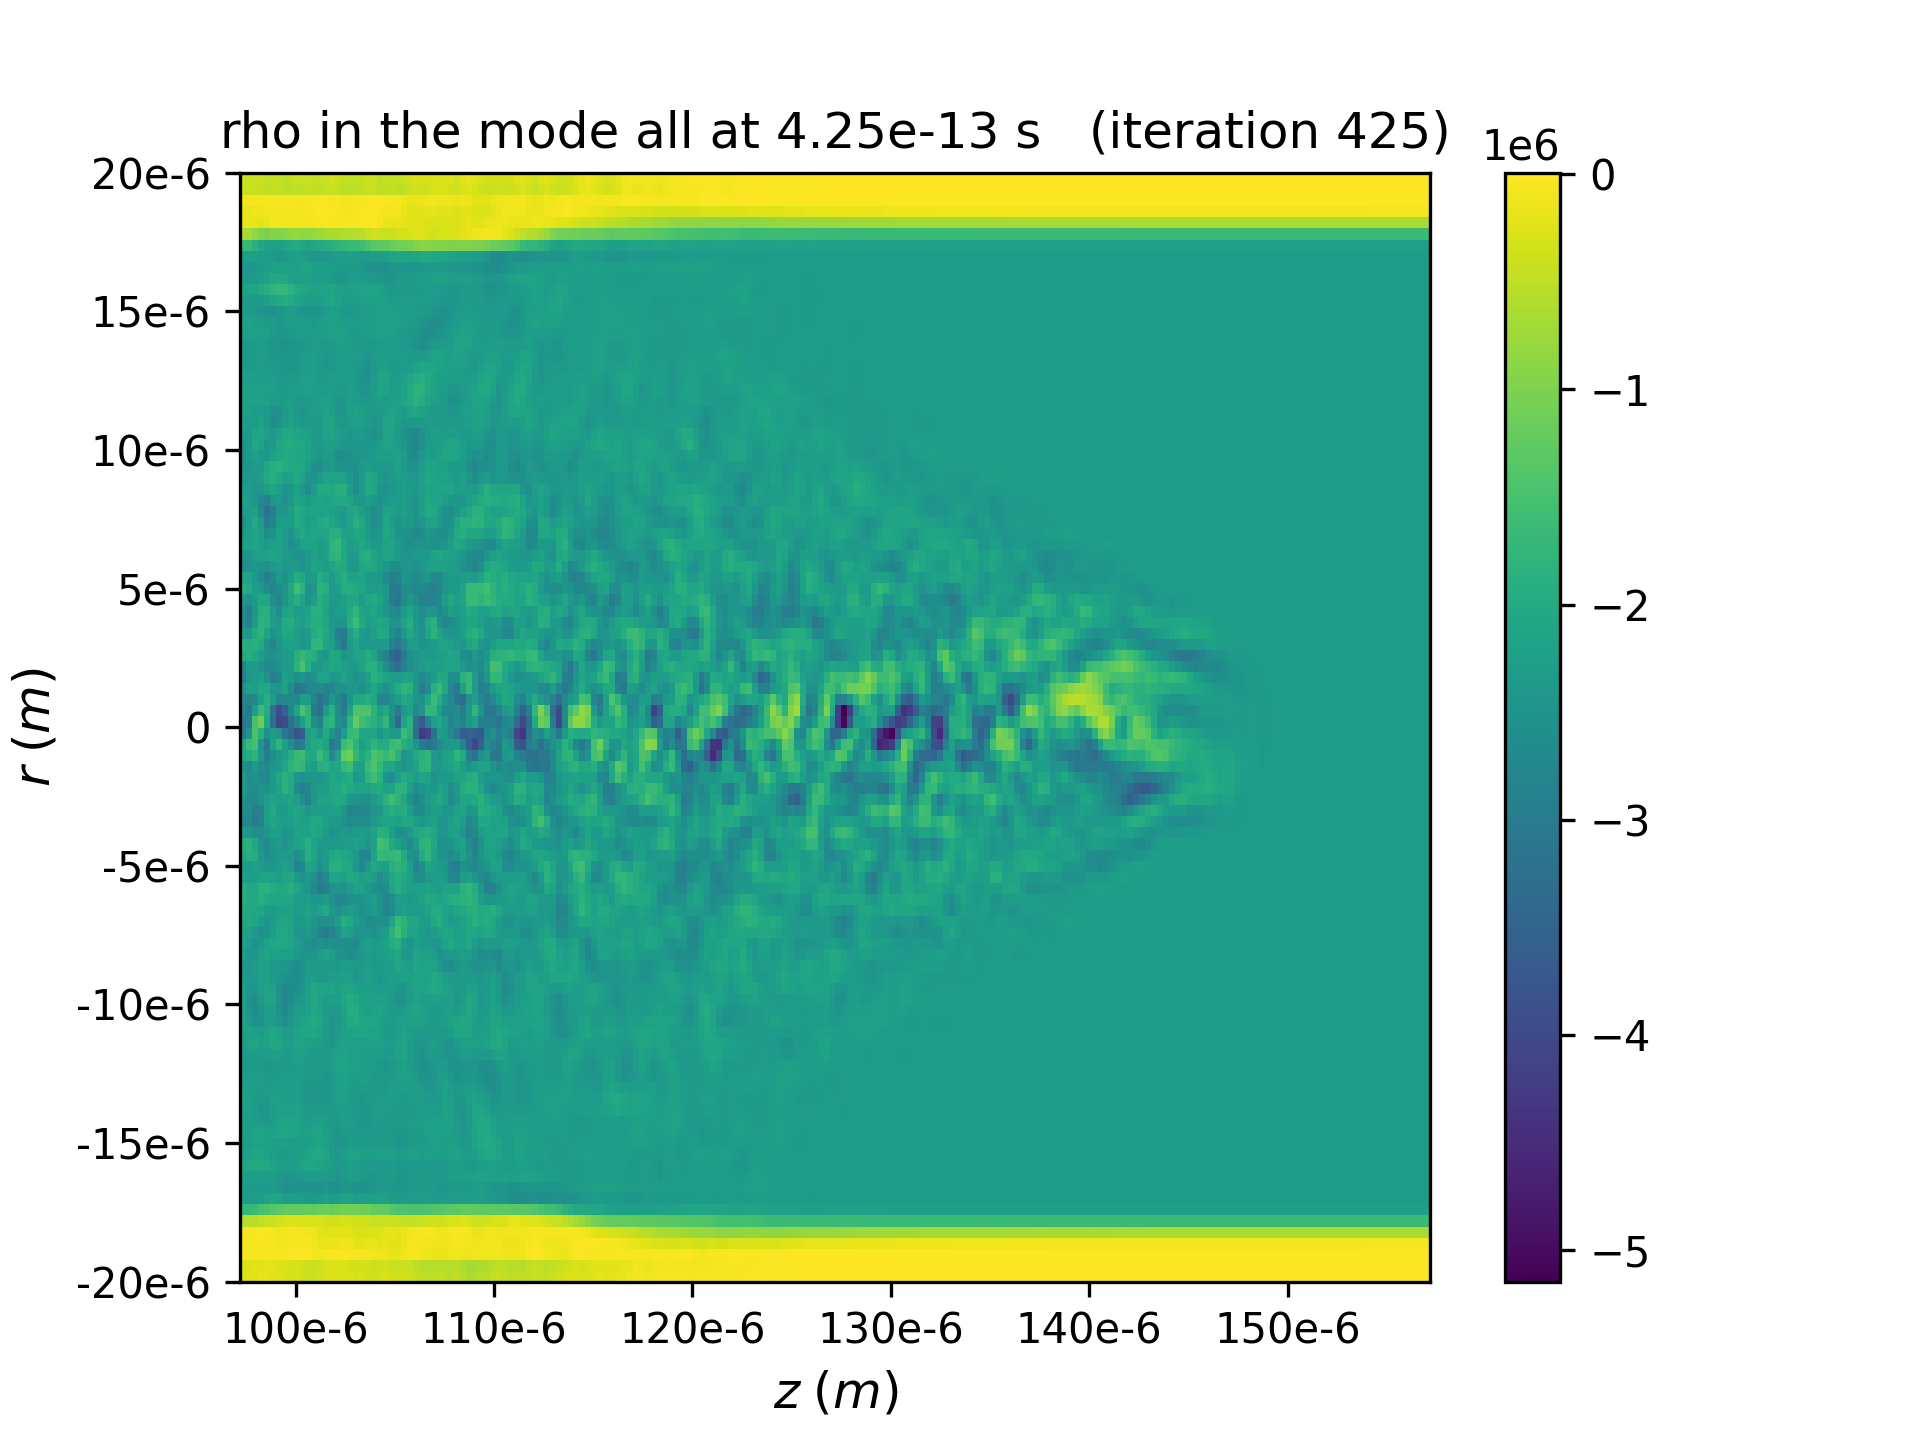 rho in the mode all at 4.25e-13 s   (iteration 425)
1e6
20e-6
15e-6
10e-6
5e-6
0
-5e-6
-10e-6
-15e-6
-20e-6
r (m)
100e-6 110e-6 120e-6 130e-6 140e-6 150e-6
z (m)
0
−1
−2
−3
−4
−5